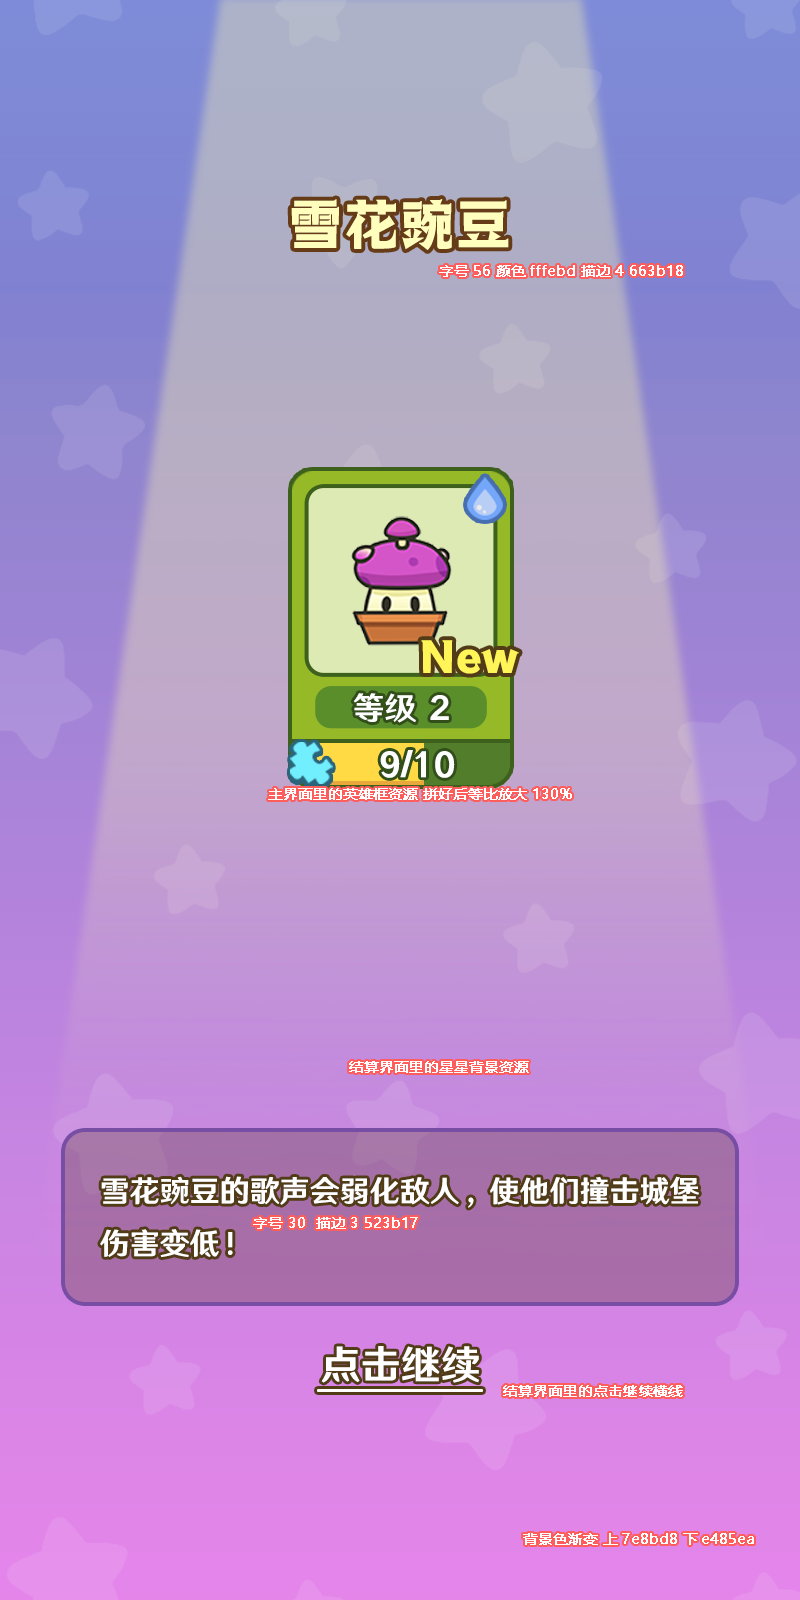 雪花豌豆
字号 56 颜色 fffebd 描边 4 663b18
New
等级 2
9/10
主界面里的英雄框资源 拼好后等比放大 130%
结算界面里的星星背景资源
雪花豌豆的歌声会弱化敌人，使他们撞击城堡
字号 30 描边 3 523b17
伤害变低！
点击继续
结算界面里的点击继续横线
背景色渐变 上 7e8bd8 下 e485ea